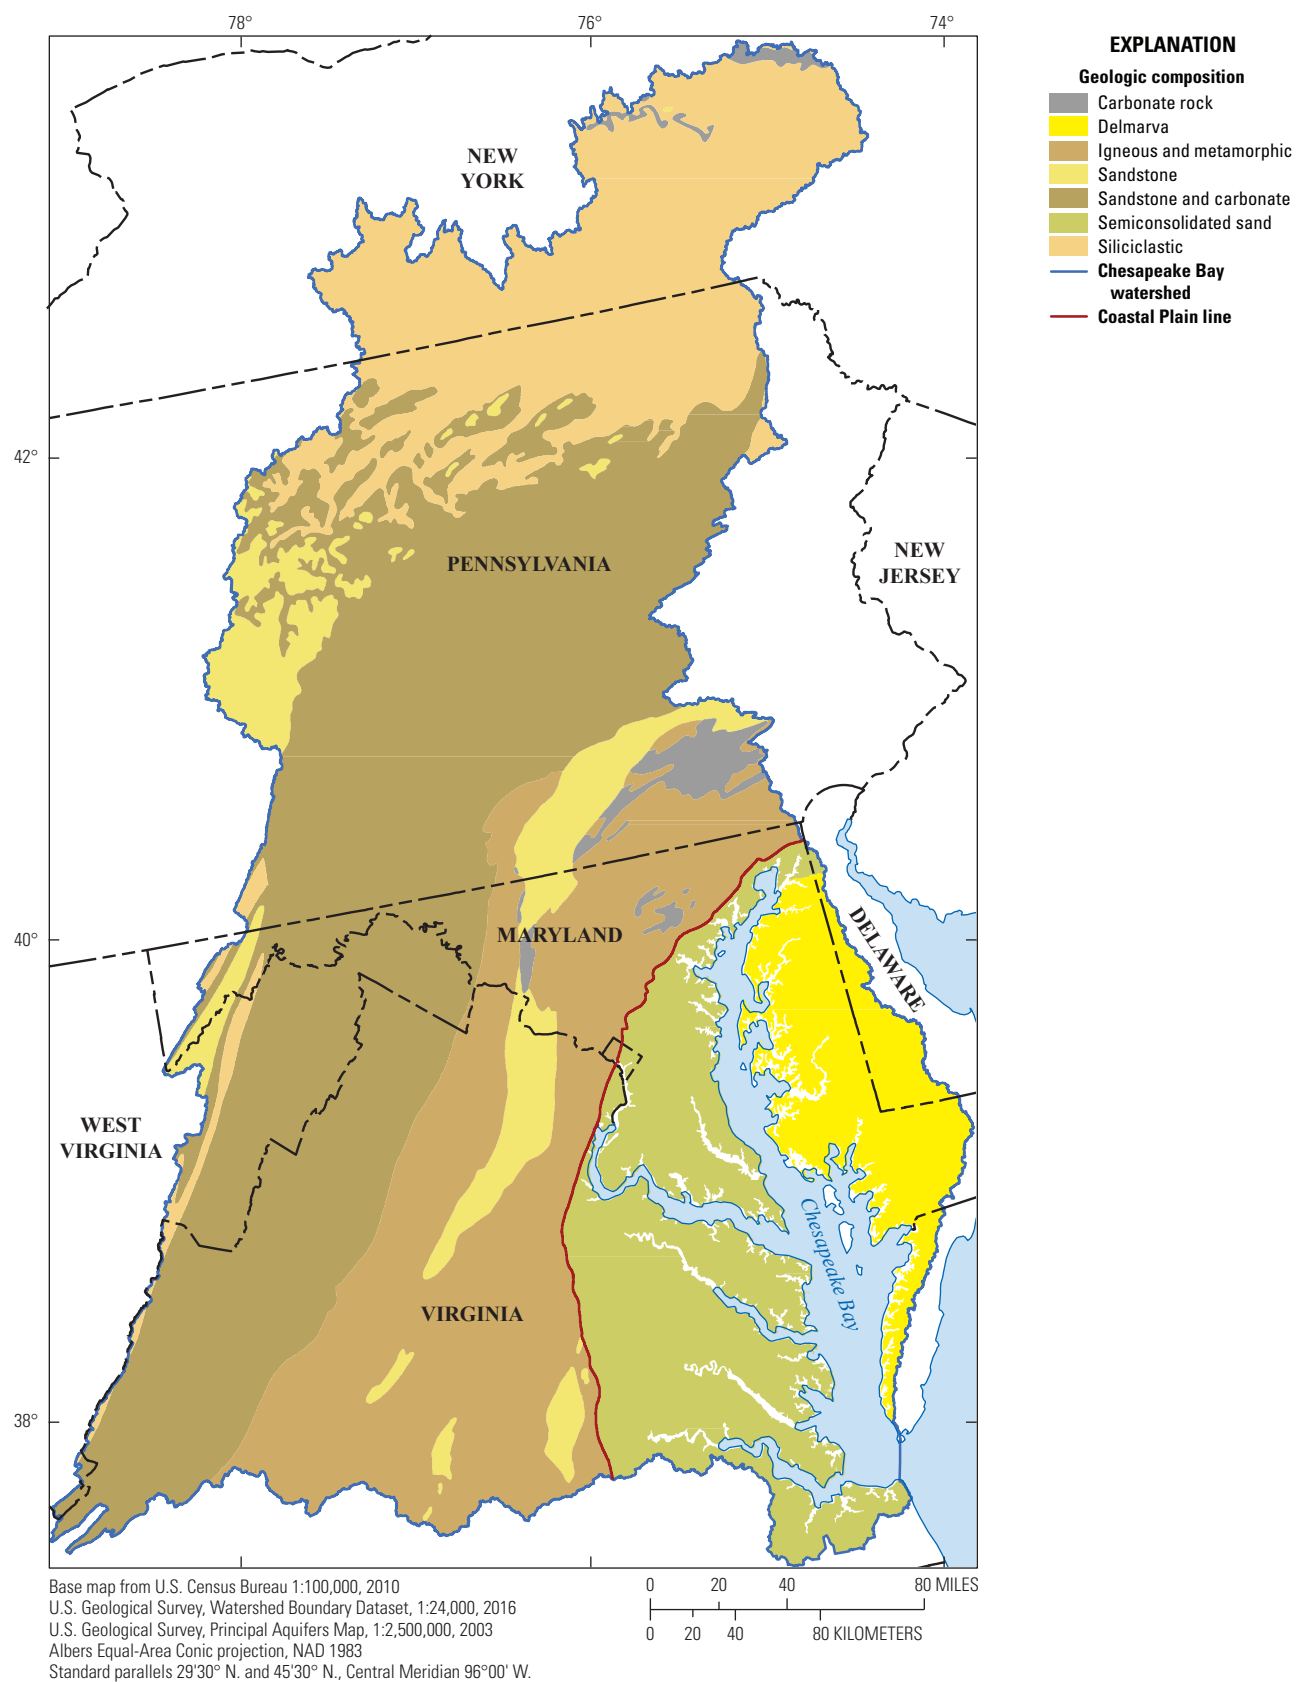 78°
76°
74°
EXPLANATION
Geologic composition
Carbonate rock
Delmarva
Igneous and metamorphic
Sandstone
Sandstone and carbonate
Semiconsolidated sand
Siliciclastic
Chesapeake Bay
watershed
Coastal Plain line
NEW
YORK
42°
PENNSYLVANIA
NEW
JERSEY
40°
MARYLAND
DELAWARE
WEST
VIRGINIA
Chesapeake Bay
VIRGINIA
38°
Base map from U.S. Census Bureau 1:100,000, 2010
U.S. Geological Survey, Watershed Boundary Dataset, 1:24,000, 2016
U.S. Geological Survey, Principal Aquifers Map, 1:2,500,000, 2003
Albers Equal-Area Conic projection, NAD 1983
Standard parallels 29'30° N. and 45'30° N., Central Meridian 96°00' W.
0 20 40 80 MILES
0 20 40 80 KILOMETERS